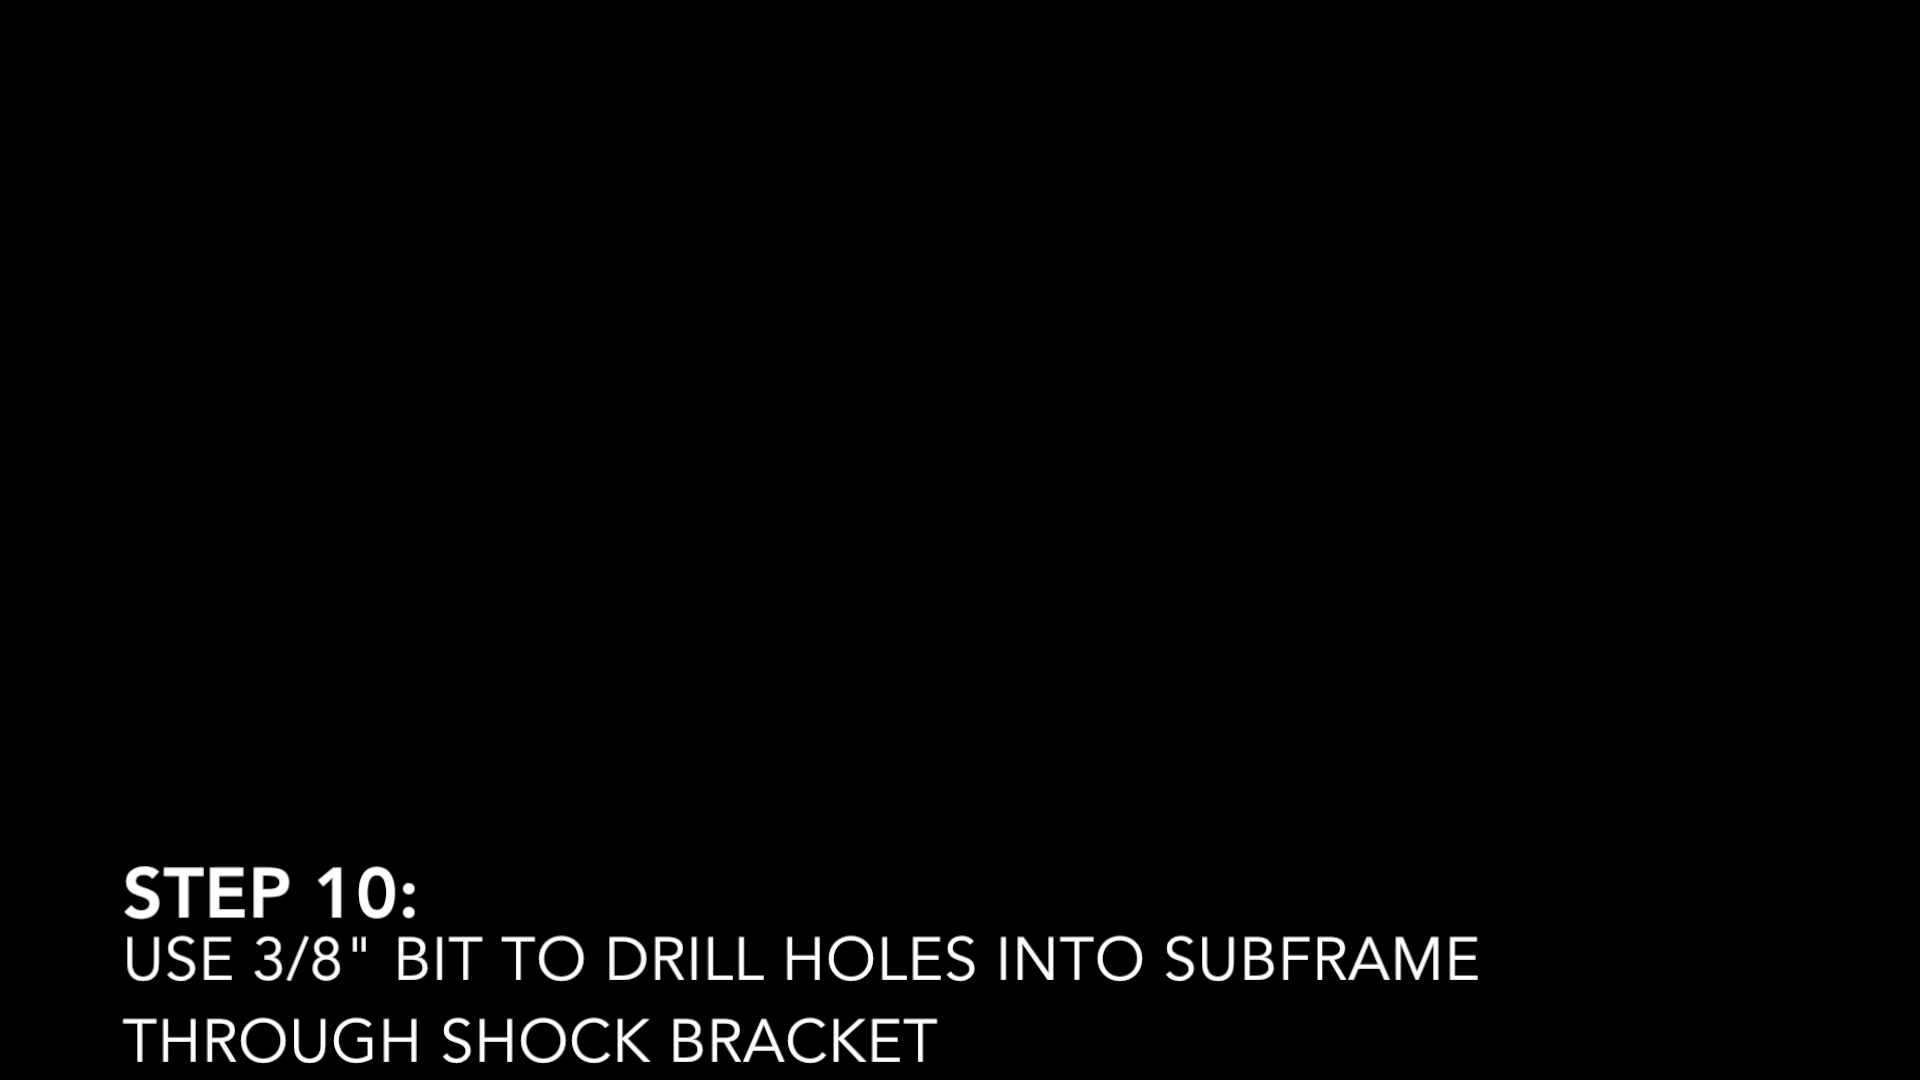 STEP 10:
USE 3/8" BIT TO DRILL HOLES INTO SUBFRAME
THROUGH SHOCK BRACKET